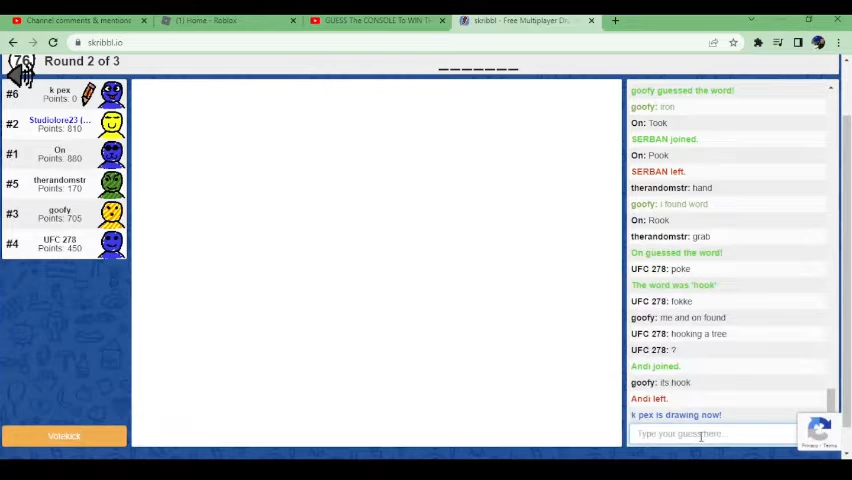 Channel comments & mentions
(1) Home - Roblox
GUESS The CONSOLE To WIN T
skribbl - Free Multiplayer Dr
skribbl.io
76
Round 2 of 3
_ _ _ _ _ _ _
#6 k pex
Points: 0
#2 Studiolore23 (...
Points: 810
#1 On
Points: 880
#5 therandomstr
Points: 170
#3 goofy
Points: 705
#4 UFC 278
Points: 450
Votekick
goofy guessed the word!
goofy: iron
On: Took
SERBAN joined.
On: Pook
SERBAN left.
therandomstr: hand
goofy: i found word
On: Rook
therandomstr: grab
On guessed the word!
UFC 278: poke
The word was 'hook'
UFC 278: fokke
goofy: me and on found
UFC 278: hooking a tree
UFC 278: ?
Andi joined.
goofy: its hook
Andi left.
k pex is drawing now!
Type your guess here...
Privacy - Terms